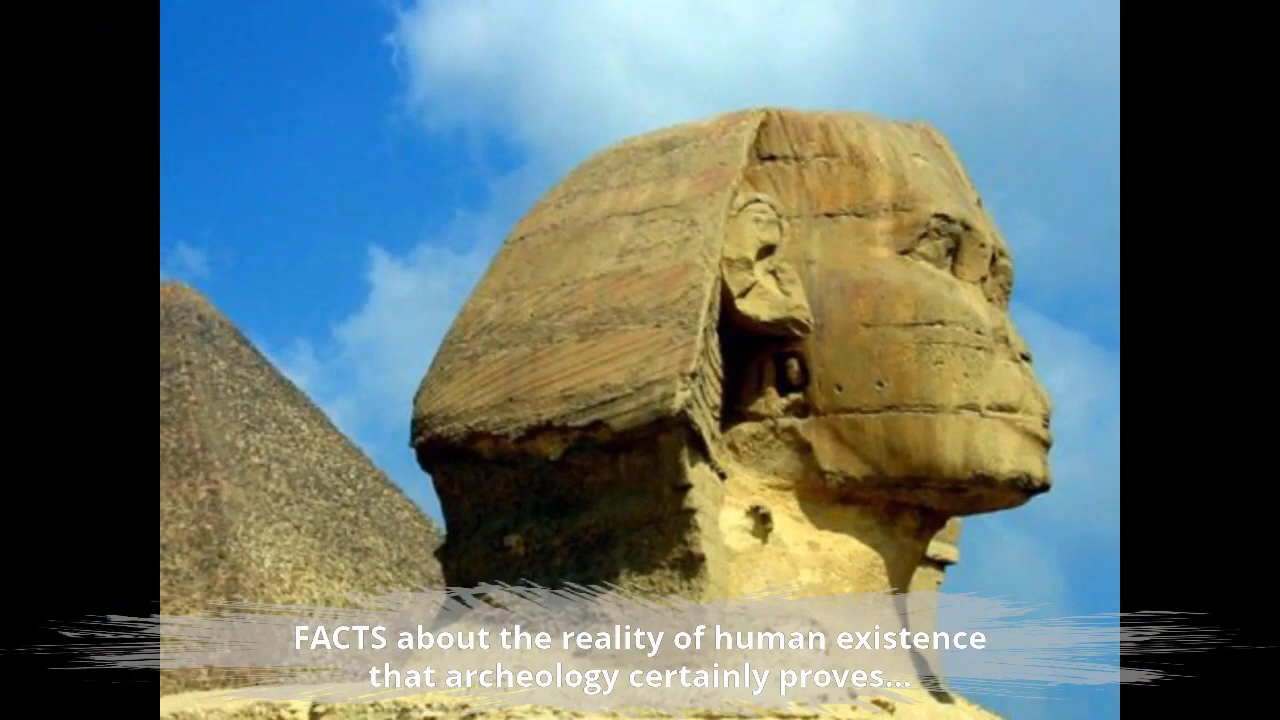 FACTS about the reality of human existence
that archeology certainly proves...